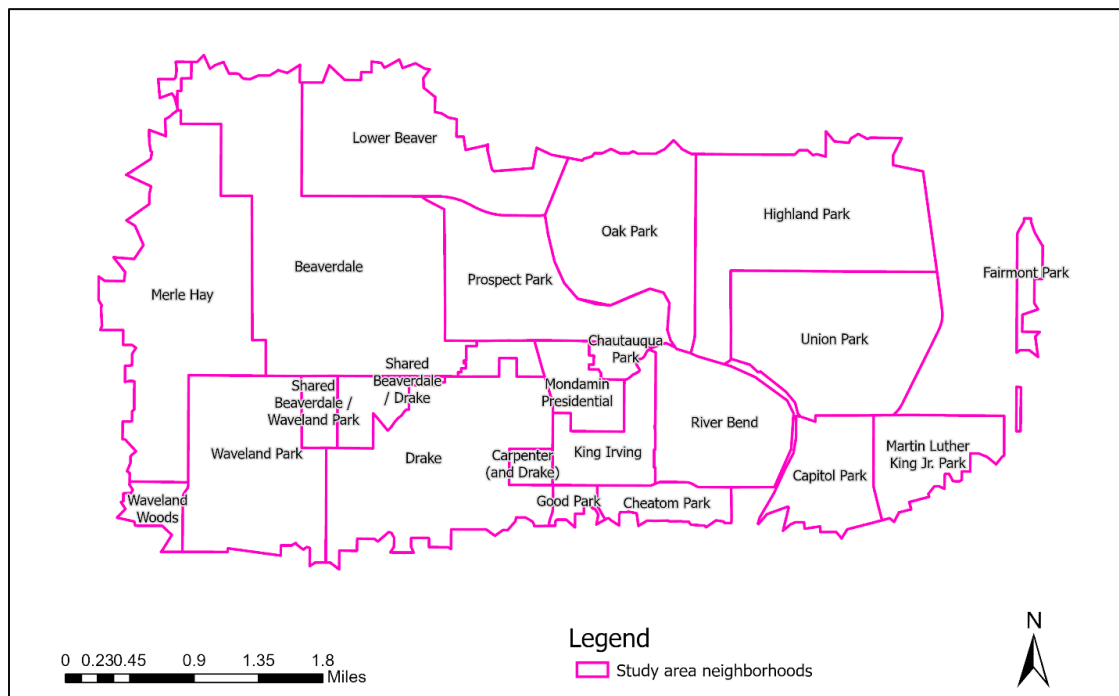 Lower Beaver
Highland Park
Oak Park
Beaverdale
Fairmont Park
Prospect Park
Merle Hay
Union Park
Chautauqua
Park
Shared
Beaverdale
/ Drake
Shared
Beaverdale /
Waveland Park
Mondamin
Presidential
River Bend
Waveland Park
Drake
Carpenter
(and Drake)
King Irving
Martin Luther
King Jr. Park
Capitol Park
Waveland
Woods
Good Park
Cheatom Park
N
Legend
Study area neighborhoods
0 0.230.45 0.9 1.35 1.8
Miles